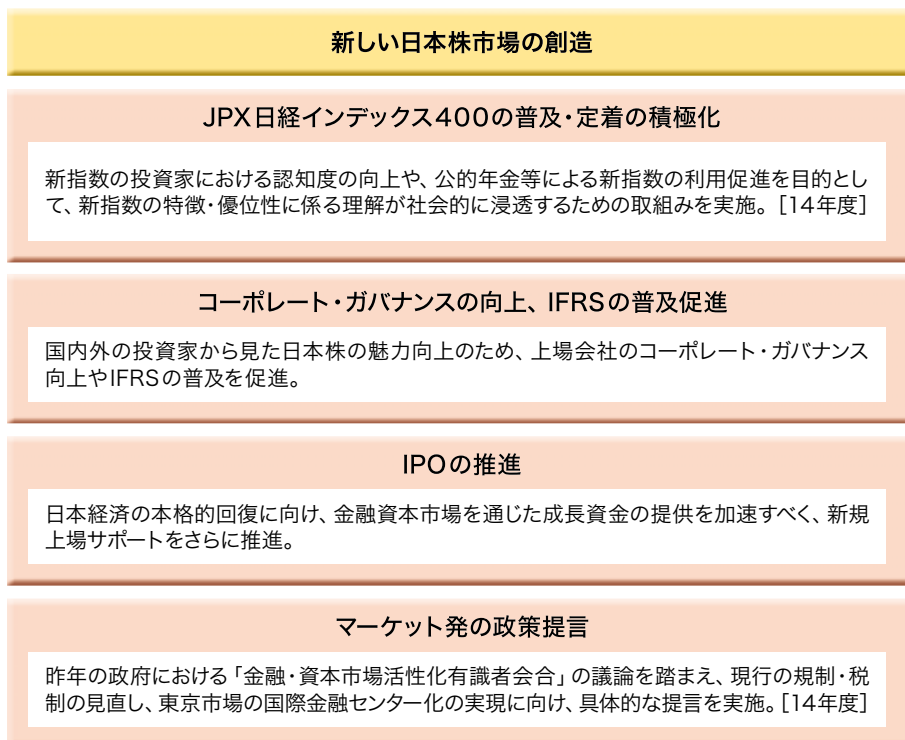 新しい日本株市場の創造
JPX日経インデックス400の普及・定着の積極化
新指数の投資家における認知度の向上や、公的年金等による新指数の利用促進を目的とし
て、新指数の特徴・優位性に係る理解が社会的に浸透するための取組みを実施。［14年度］
コーポレート・ガバナンスの向上、IFRSの普及促進
国内外の投資家から見た日本株の魅力向上のため、上場会社のコーポレート・ガバナンス
向上やIFRSの普及を促進。
IPOの推進
日本経済の本格的回復に向け、金融資本市場を通じた成長資金の提供を加速すべく、新規
上場サポートをさらに推進。
マーケット発の政策提言
昨年の政府における「金融・資本市場活性化有識者会合」の議論を踏まえ、現行の規制・税
制の見直し、東京市場の国際金融センター化の実現に向け、具体的な提言を実施。［14年度］